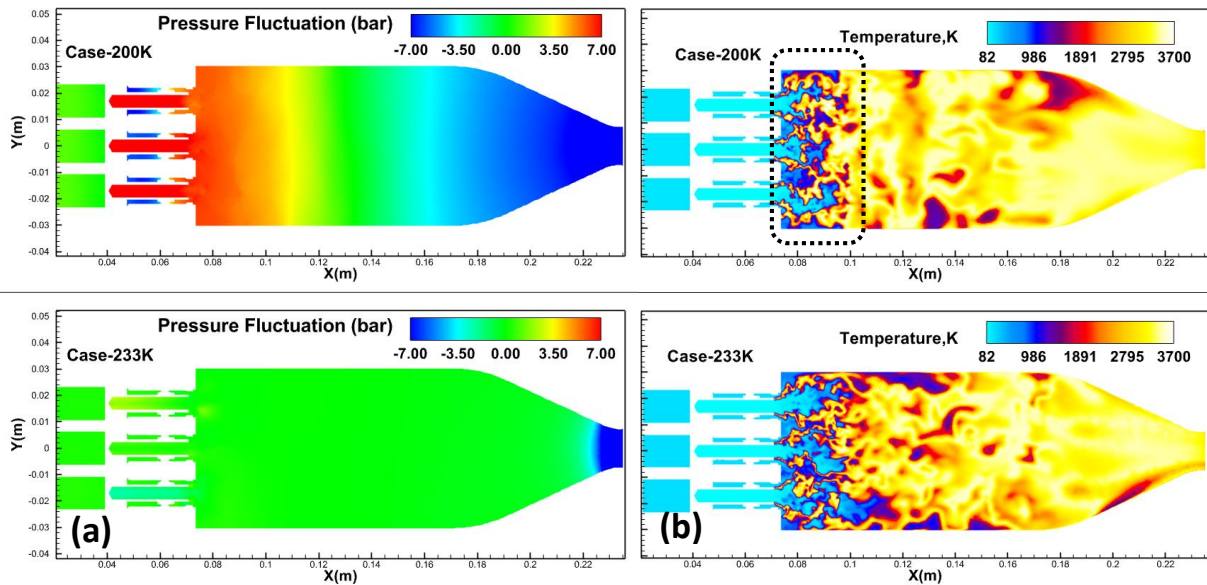 Pressure Fluctuation (bar)
-7.00 -3.50 0.00 3.50 7.00
Case-200K
0.05
0.04
0.03
0.02
0.01
0
-0.01
-0.02
-0.03
-0.04
Y(m)
0.04 0.06 0.08 0.1 0.12 0.14 0.16 0.18 0.2 0.22
X(m)
Temperature,K
82 986 1891 2795 3700
Case-200K
0.04 0.06 0.08 0.1 0.12 0.14 0.16 0.18 0.2 0.22
X(m)
Pressure Fluctuation (bar)
-7.00 -3.50 0.00 3.50 7.00
Case-233K
0.05
0.04
0.03
0.02
0.01
0
-0.01
-0.02
-0.03
-0.04
Y(m)
(a)
0.04 0.06 0.08 0.1 0.12 0.14 0.16 0.18 0.2 0.22
X(m)
Temperature,K
82 986 1891 2795 3700
Case-233K
(b)
0.04 0.06 0.08 0.1 0.12 0.14 0.16 0.18 0.2 0.22
X(m)